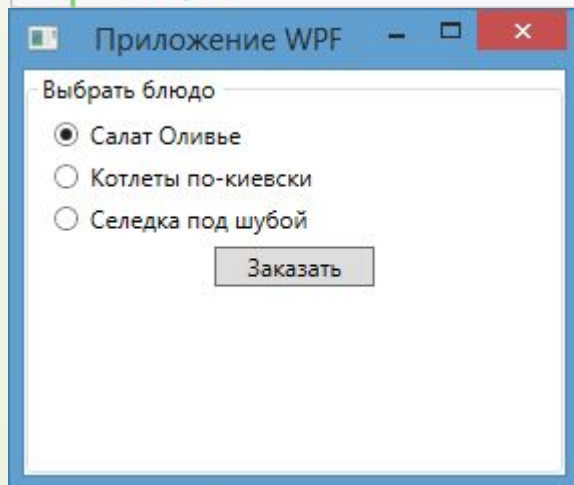 Приложение WPF
Выбрать блюдо
Салат Оливье
Котлеты по-киевски
Селедка под шубой
Заказать